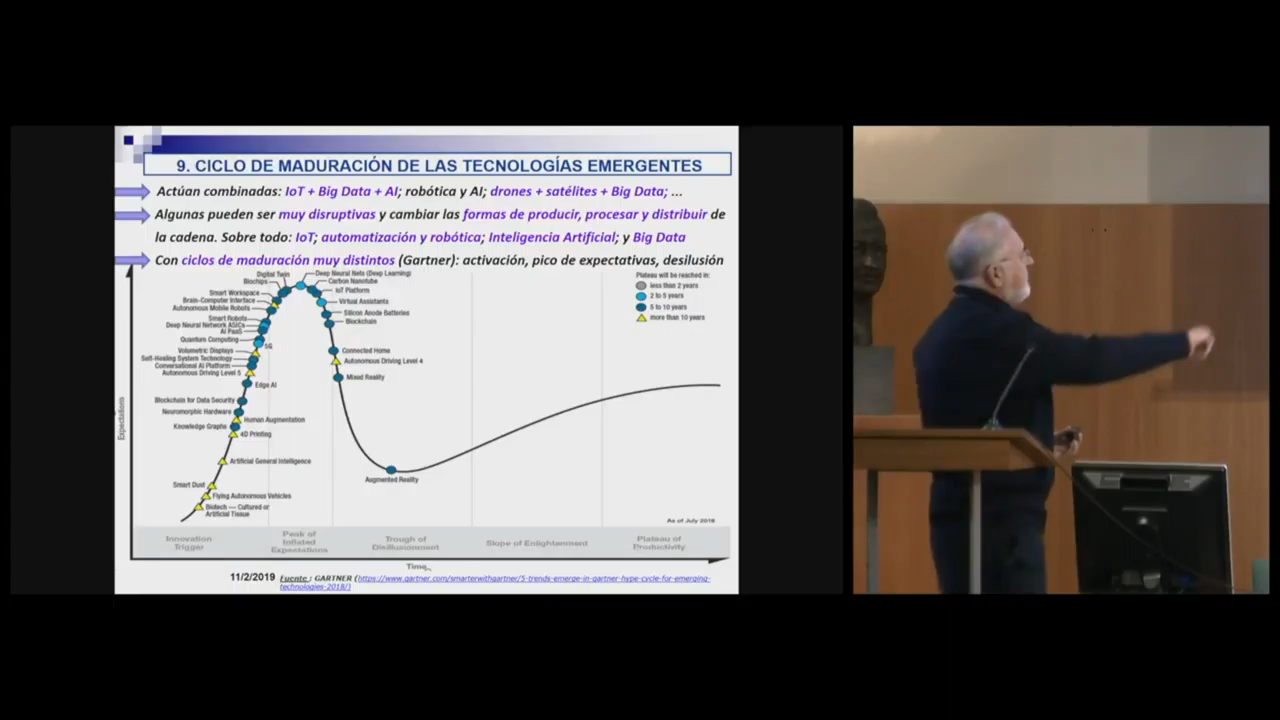 9. CICLO DE MADURACIÓN DE LAS TECNOLOGÍAS EMERGENTES
Actúan combinadas: IoT + Big Data + AI; robótica y AI; drones + satélites + Big Data; ...
Algunas pueden ser muy disruptivas y cambiar las formas de producir, procesar y distribuir de
la cadena. Sobre todo: IoT; automatización y robótica; Inteligencia Artificial; y Big Data
Con ciclos de maduración muy distintos (Gartner): activación, pico de expectativas, desilusión
Expectations
Digital Twin
Biochips
Smart Workspace
Brain-Computer Interface
Autonomous Mobile Robots
Smart Robots
Deep Neural Network ASICs
AI PaaS
Quantum Computing
5G
Volumetric Displays
Self-Healing System Technology
Conversational AI Platform
Autonomous Driving Level 5
Edge AI
Blockchain for Data Security
Neuromorphic Hardware
Human Augmentation
Knowledge Graphs
4D Printing
Artificial General Intelligence
Smart Dust
Flying Autonomous Vehicles
Biotech — Cultured or
Artificial Tissue
Deep Neural Nets (Deep Learning)
Carbon Nanotube
IoT Platform
Virtual Assistants
Silicon Anode Batteries
Blockchain
Connected Home
Autonomous Driving Level 4
Mixed Reality
Augmented Reality
Plateau will be reached in:
less than 2 years
2 to 5 years
5 to 10 years
more than 10 years
As of July 2018
Innovation
Trigger
Peak of
Inflated
Expectations
Trough of
Disillusionment
Slope of Enlightenment
Plateau of
Productivity
Time
11/2/2019 Fuente : GARTNER (https://www.gartner.com/smarterwithgartner/5-trends-emerge-in-gartner-hype-cycle-for-emerging-
technologies-2018/)